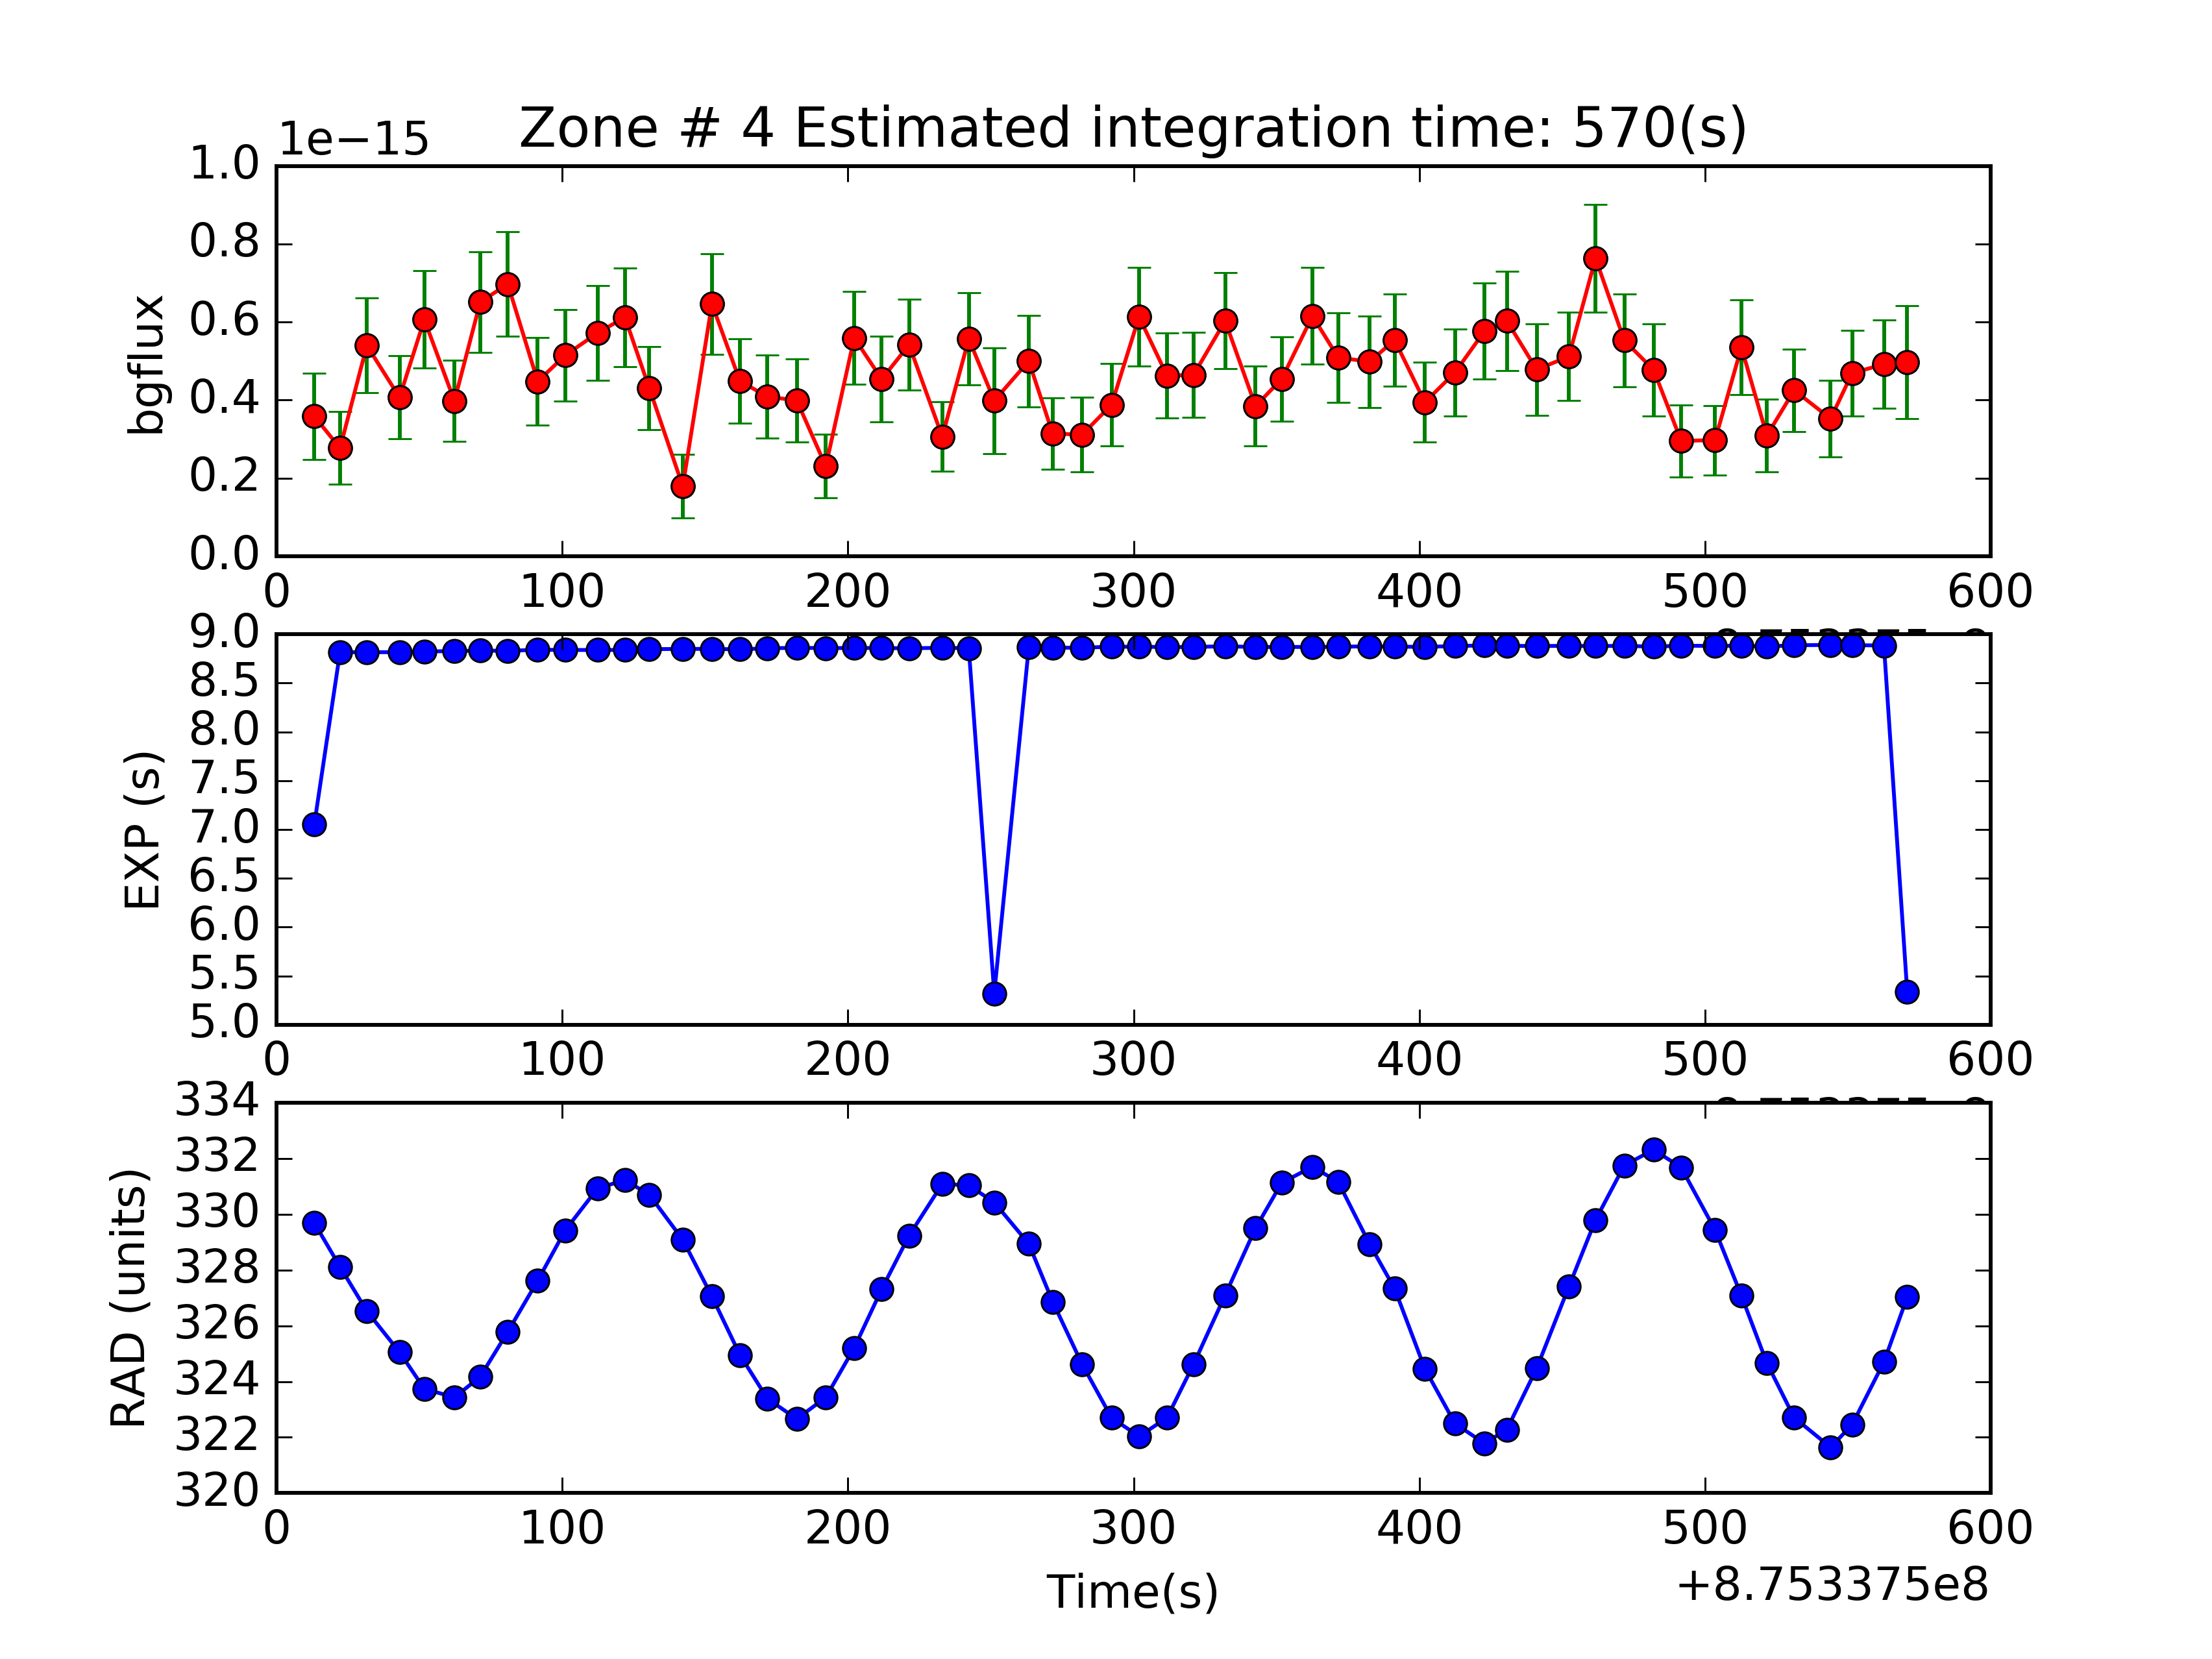 Zone # 4 Estimated integration time: 570(s)
1e−15
1.0
0.8
0.6
0.4
0.2
0.0
bgflux
0 100 200 300 400 500 600
9.0
8.5
8.0
7.5
7.0
6.5
6.0
5.5
5.0
EXP (s)
0 100 200 300 400 500 600
334
332
330
328
326
324
322
320
RAD (units)
0 100 200 300 400 500 600
Time(s)
+8.753375e8